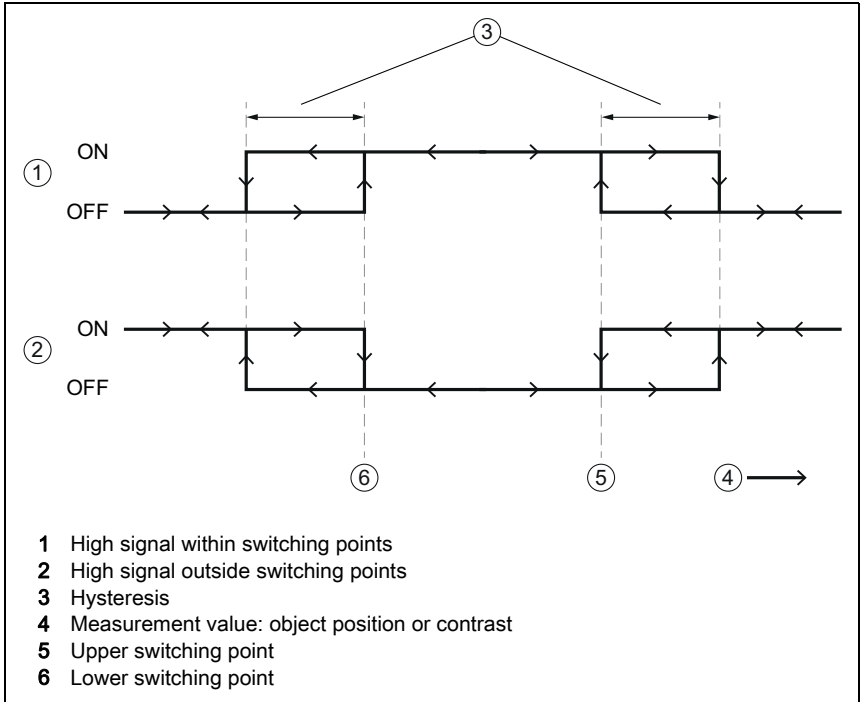 ③
① ON
OFF
② ON
OFF
⑥ ⑤ ④
1 High signal within switching points
2 High signal outside switching points
3 Hysteresis
4 Measurement value: object position or contrast
5 Upper switching point
6 Lower switching point